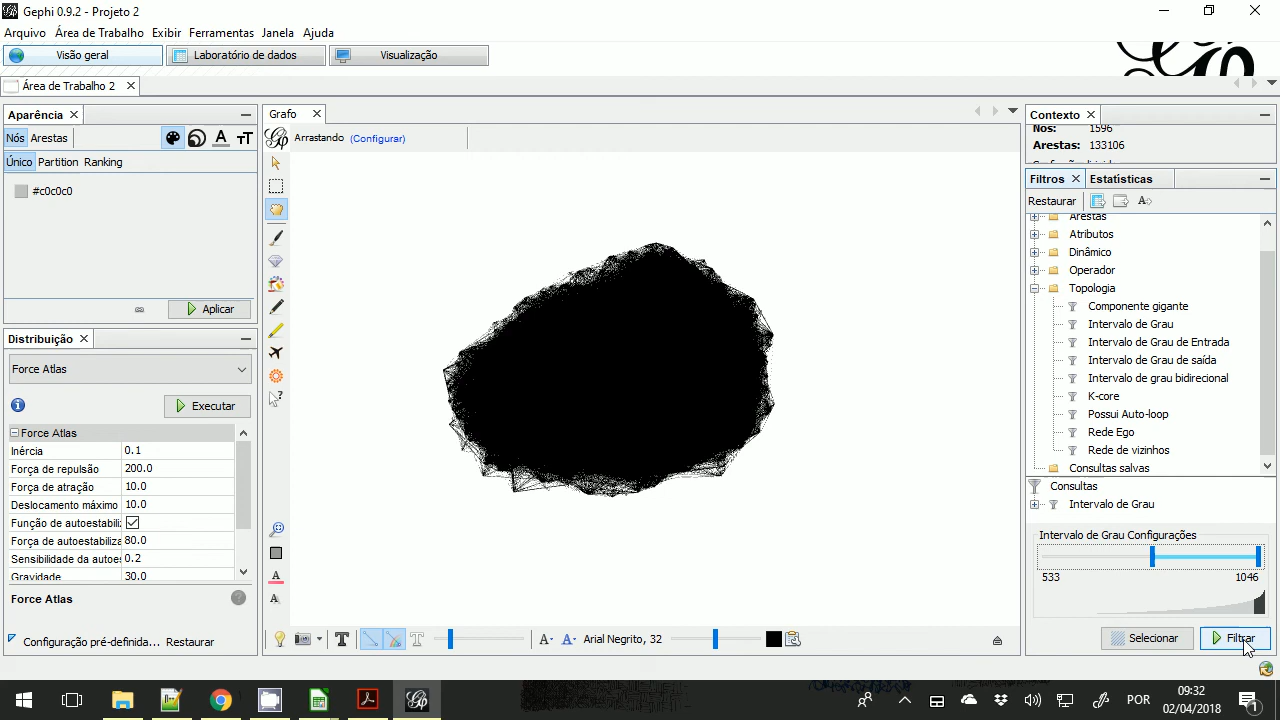 Gephi 0.9.2 - Projeto 2
Arquivo Área de Trabalho Exibir Ferramentas Janela Ajuda
Visão geral Laboratório de dados Visualização
Área de Trabalho 2
Aparência
Nós Arestas
Único Partition Ranking
#c0c0c0
Aplicar
Distribuição
Force Atlas
Executar
Force Atlas
Inércia 0.1
Força de repulsão 200.0
Força de atração 10.0
Deslocamento máximo 10.0
Função de autoestabili
Força de autoestabiliza 80.0
Sensibilidade da autoes 0.2
Gravidade 30.0
Force Atlas
Configuração pré-definida... Restaurar
Grafo
Arrastando (Configurar)
Arial Negrito, 32
Contexto
Nós: 1596
Arestas: 133106
Filtros Estatísticas
Restaurar
Arestas
Atributos
Dinâmico
Operador
Topologia
Componente gigante
Intervalo de Grau
Intervalo de Grau de Entrada
Intervalo de Grau de saída
Intervalo de grau bidirecional
K-core
Possui Auto-loop
Rede Ego
Rede de vizinhos
Consultas salvas
Consultas
Intervalo de Grau
Intervalo de Grau Configurações
533 1046
Selecionar Filtrar
POR
09:32
02/04/2018
1